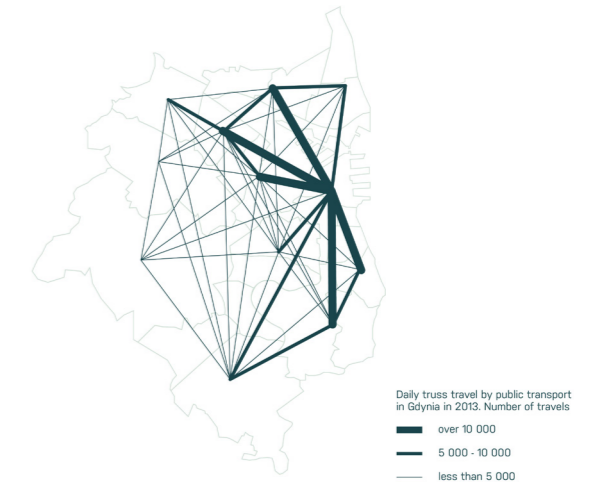 Daily truss travel by public transport
in Gdynia in 2013. Number of travels
over 10 000
5 000 - 10 000
less than 5 000